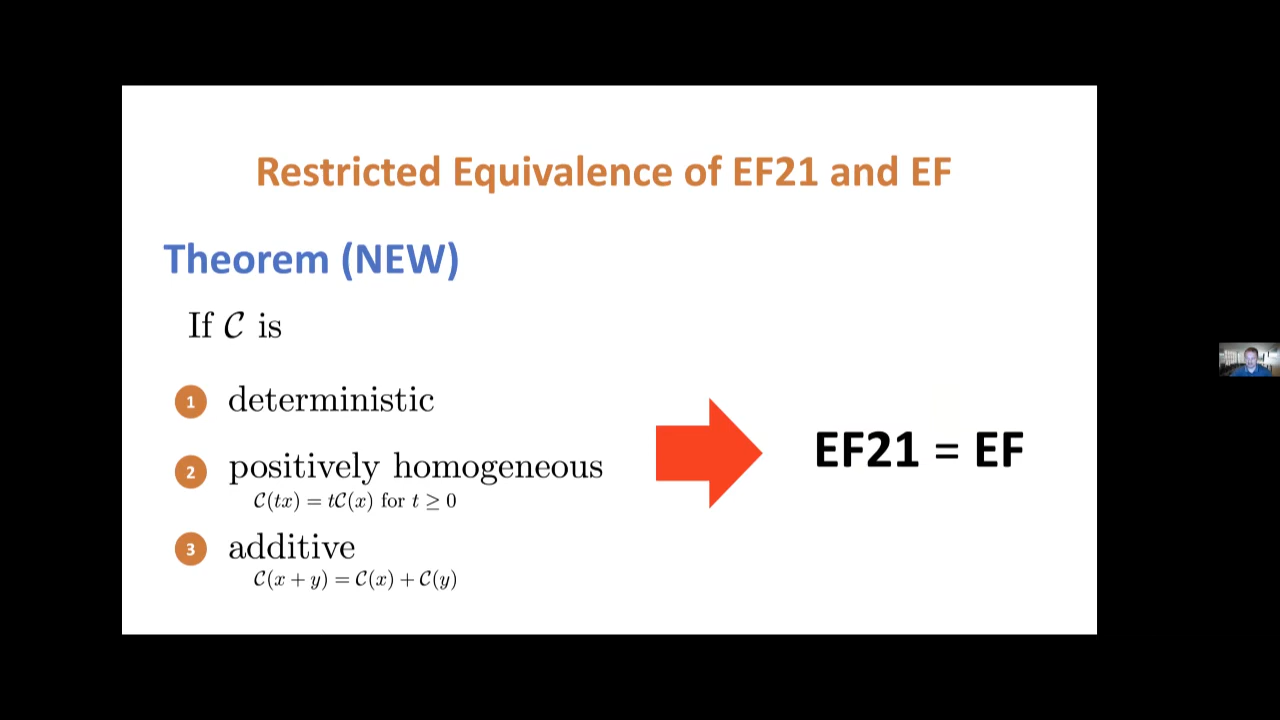 Restricted Equivalence of EF21 and EF
Theorem (NEW)
If 𝒞 is
1 deterministic
2 positively homogeneous
𝒞(tx) = t𝒞(x) for t ≥ 0
3 additive
𝒞(x + y) = 𝒞(x) + 𝒞(y)
EF21 = EF